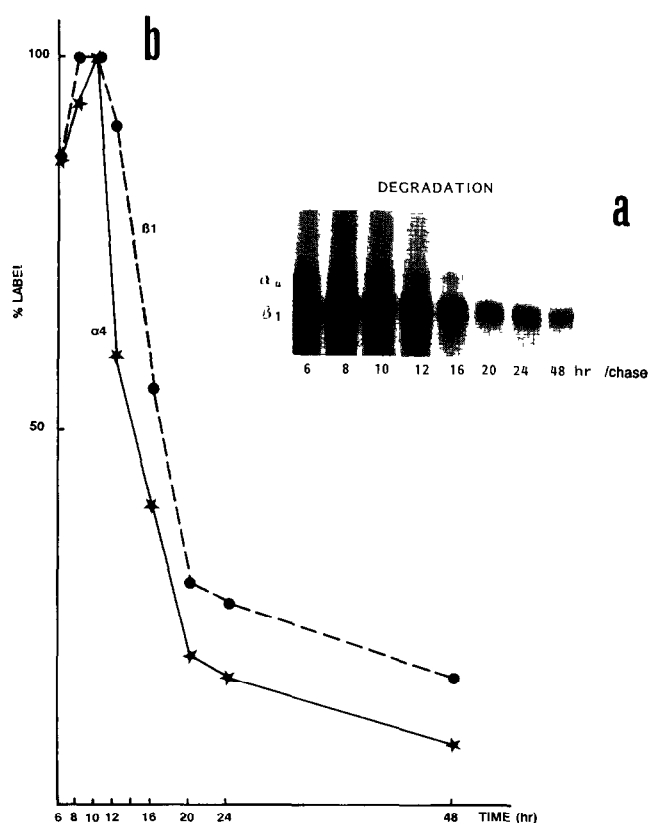 b
100
% LABEL
50
β1
α4
a
DEGRADATION
α4
β1
6 8 10 12 16 20 24 48 hr /chase
6 8 10 12 16 20 24 48 TIME (hr)